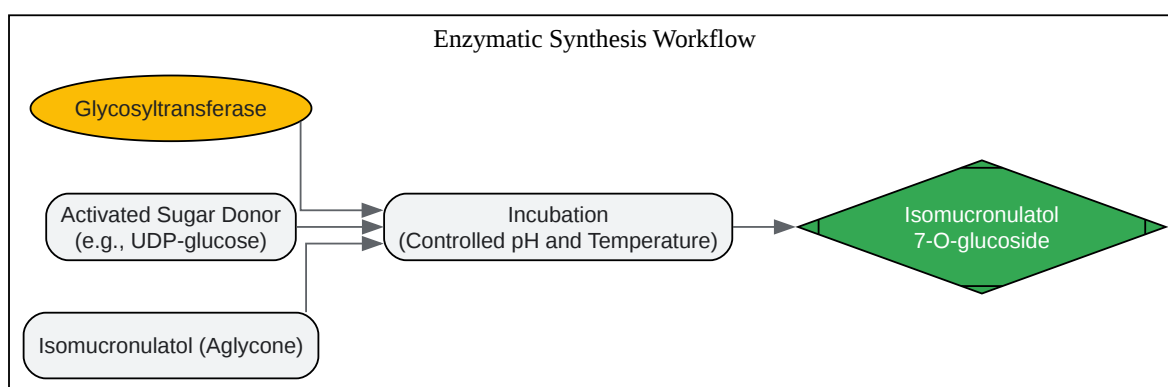 Enzymatic Synthesis Workflow
Glycosyltransferase
Activated Sugar Donor
(e.g., UDP-glucose)
Incubation
(Controlled pH and Temperature)
Isomucronulatol
7-O-glucoside
Isomucronulatol (Aglycone)